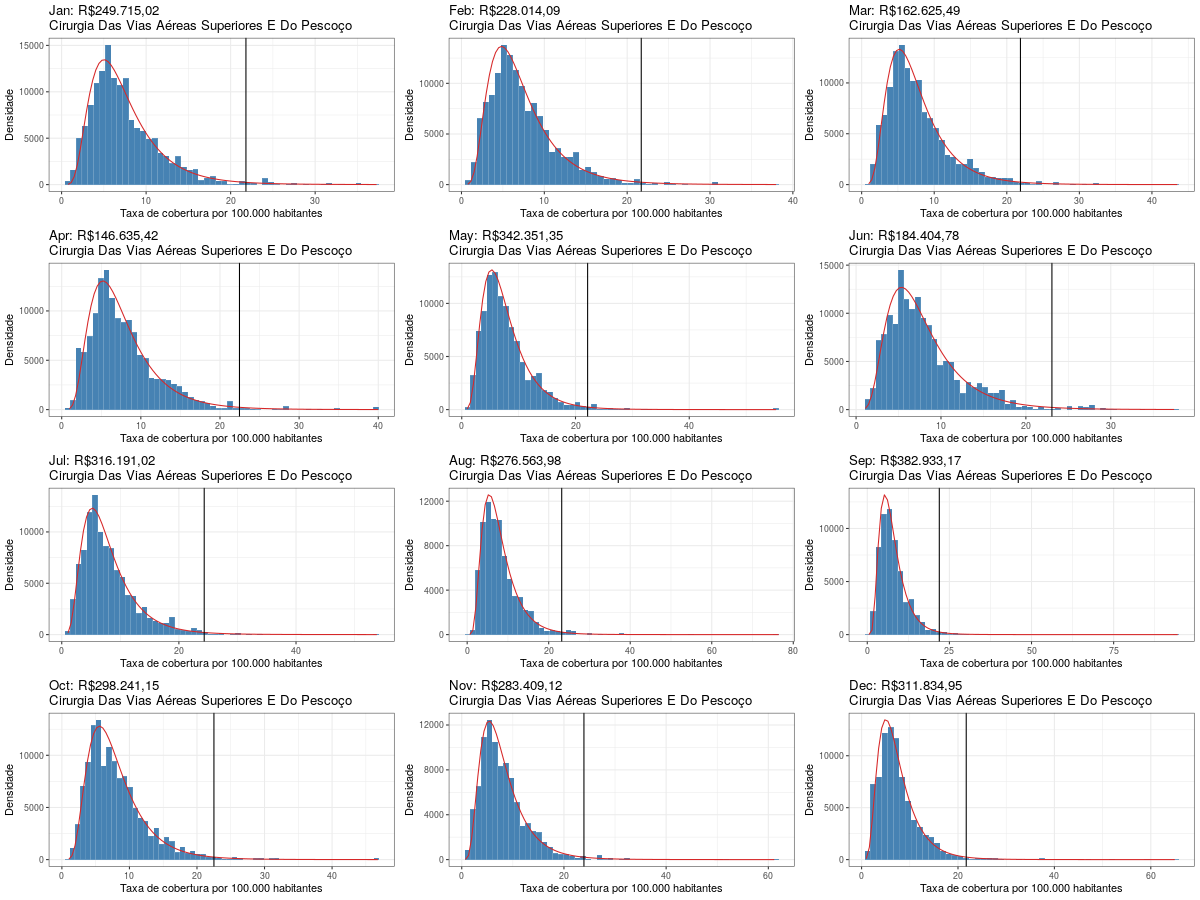 Jan: R$249.715,02
Cirurgia Das Vias Aéreas Superiores E Do Pescoço
Densidade
15000
10000
5000
0
0 10 20 30
Taxa de cobertura por 100.000 habitantes
Feb: R$228.014,09
Cirurgia Das Vias Aéreas Superiores E Do Pescoço
Densidade
10000
5000
0
0 10 20 30 40
Taxa de cobertura por 100.000 habitantes
Mar: R$162.625,49
Cirurgia Das Vias Aéreas Superiores E Do Pescoço
Densidade
10000
5000
0
0 10 20 30 40
Taxa de cobertura por 100.000 habitantes
Apr: R$146.635,42
Cirurgia Das Vias Aéreas Superiores E Do Pescoço
Densidade
10000
5000
0
0 10 20 30 40
Taxa de cobertura por 100.000 habitantes
May: R$342.351,35
Cirurgia Das Vias Aéreas Superiores E Do Pescoço
Densidade
10000
5000
0
0 20 40
Taxa de cobertura por 100.000 habitantes
Jun: R$184.404,78
Cirurgia Das Vias Aéreas Superiores E Do Pescoço
Densidade
15000
10000
5000
0
0 10 20 30
Taxa de cobertura por 100.000 habitantes
Jul: R$316.191,02
Cirurgia Das Vias Aéreas Superiores E Do Pescoço
Densidade
10000
5000
0
0 20 40
Taxa de cobertura por 100.000 habitantes
Aug: R$276.563,98
Cirurgia Das Vias Aéreas Superiores E Do Pescoço
Densidade
12000
8000
4000
0
0 20 40 60 80
Taxa de cobertura por 100.000 habitantes
Sep: R$382.933,17
Cirurgia Das Vias Aéreas Superiores E Do Pescoço
Densidade
10000
5000
0
0 25 50 75
Taxa de cobertura por 100.000 habitantes
Oct: R$298.241,15
Cirurgia Das Vias Aéreas Superiores E Do Pescoço
Densidade
10000
5000
0
0 10 20 30 40
Taxa de cobertura por 100.000 habitantes
Nov: R$283.409,12
Cirurgia Das Vias Aéreas Superiores E Do Pescoço
Densidade
12000
8000
4000
0
0 20 40 60
Taxa de cobertura por 100.000 habitantes
Dec: R$311.834,95
Cirurgia Das Vias Aéreas Superiores E Do Pescoço
Densidade
10000
5000
0
0 20 40 60
Taxa de cobertura por 100.000 habitantes